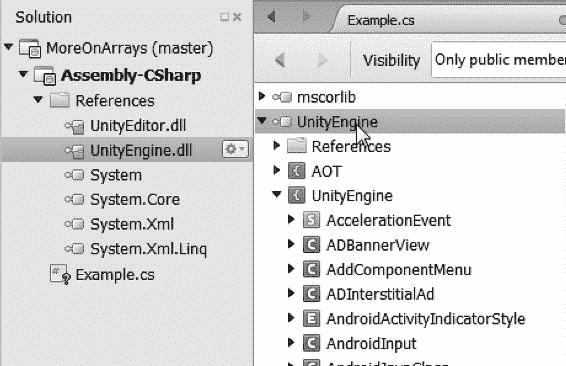 Solution
MoreOnArrays (master)
Assembly-CSharp
References
UnityEditor.dll
UnityEngine.dll
System
System.Core
System.Xml
System.Xml.Linq
Example.cs
Example.cs
Visibility
Only public membe
mscorlib
UnityEngine
References
AOT
UnityEngine
AccelerationEvent
ADBannerView
AddComponentMenu
ADInterstitialAd
AndroidActivityIndicatorStyle
AndroidInput